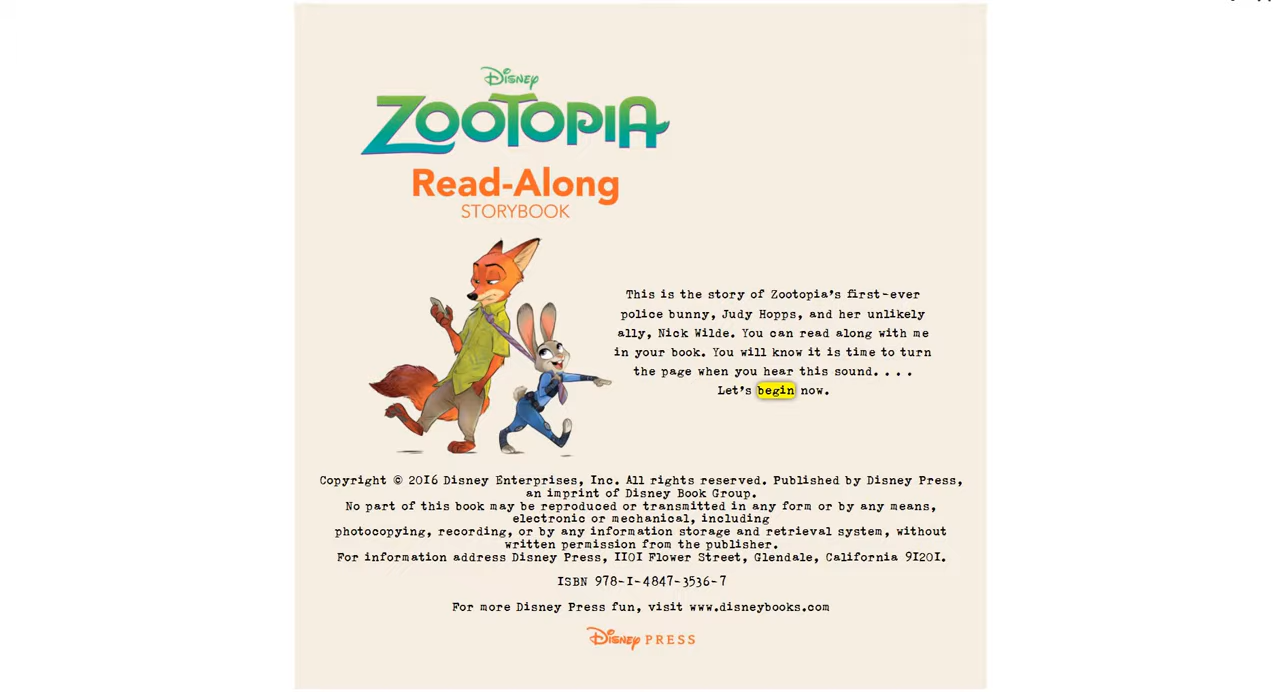 Disney
ZOOTOPIA
Read-Along
STORYBOOK
This is the story of Zootopia's first-ever
police bunny, Judy Hopps, and her unlikely
ally, Nick Wilde. You can read along with me
in your book. You will know it is time to turn
the page when you hear this sound. . . .
Let's begin now.
Copyright © 2016 Disney Enterprises, Inc. All rights reserved. Published by Disney Press,
an imprint of Disney Book Group.
No part of this book may be reproduced or transmitted in any form or by any means,
electronic or mechanical, including
photocopying, recording, or by any information storage and retrieval system, without
written permission from the publisher.
For information address Disney Press, 1101 Flower Street, Glendale, California 91201.
ISBN 978-1-4847-3536-7
For more Disney Press fun, visit www.disneybooks.com
Disney PRESS